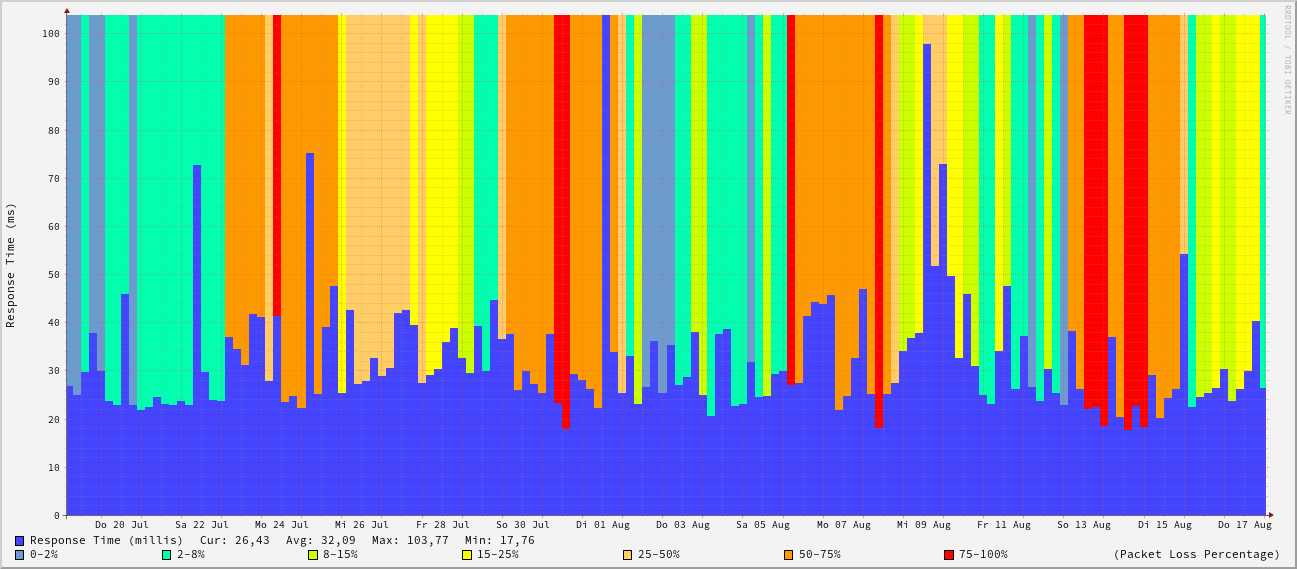 RRDTOOL / TOBI OETIKER
Response Time (ms)
100
90
80
70
60
50
40
30
20
10
0
Do 20 Jul Sa 22 Jul Mo 24 Jul Mi 26 Jul Fr 28 Jul So 30 Jul Di 01 Aug Do 03 Aug Sa 05 Aug Mo 07 Aug Mi 09 Aug Fr 11 Aug So 13 Aug Di 15 Aug Do 17 Aug
Response Time (millis) Cur: 26,43 Avg: 32,09 Max: 103,77 Min: 17,76
0-2% 2-8% 8-15% 15-25% 25-50% 50-75% 75-100% (Packet Loss Percentage)